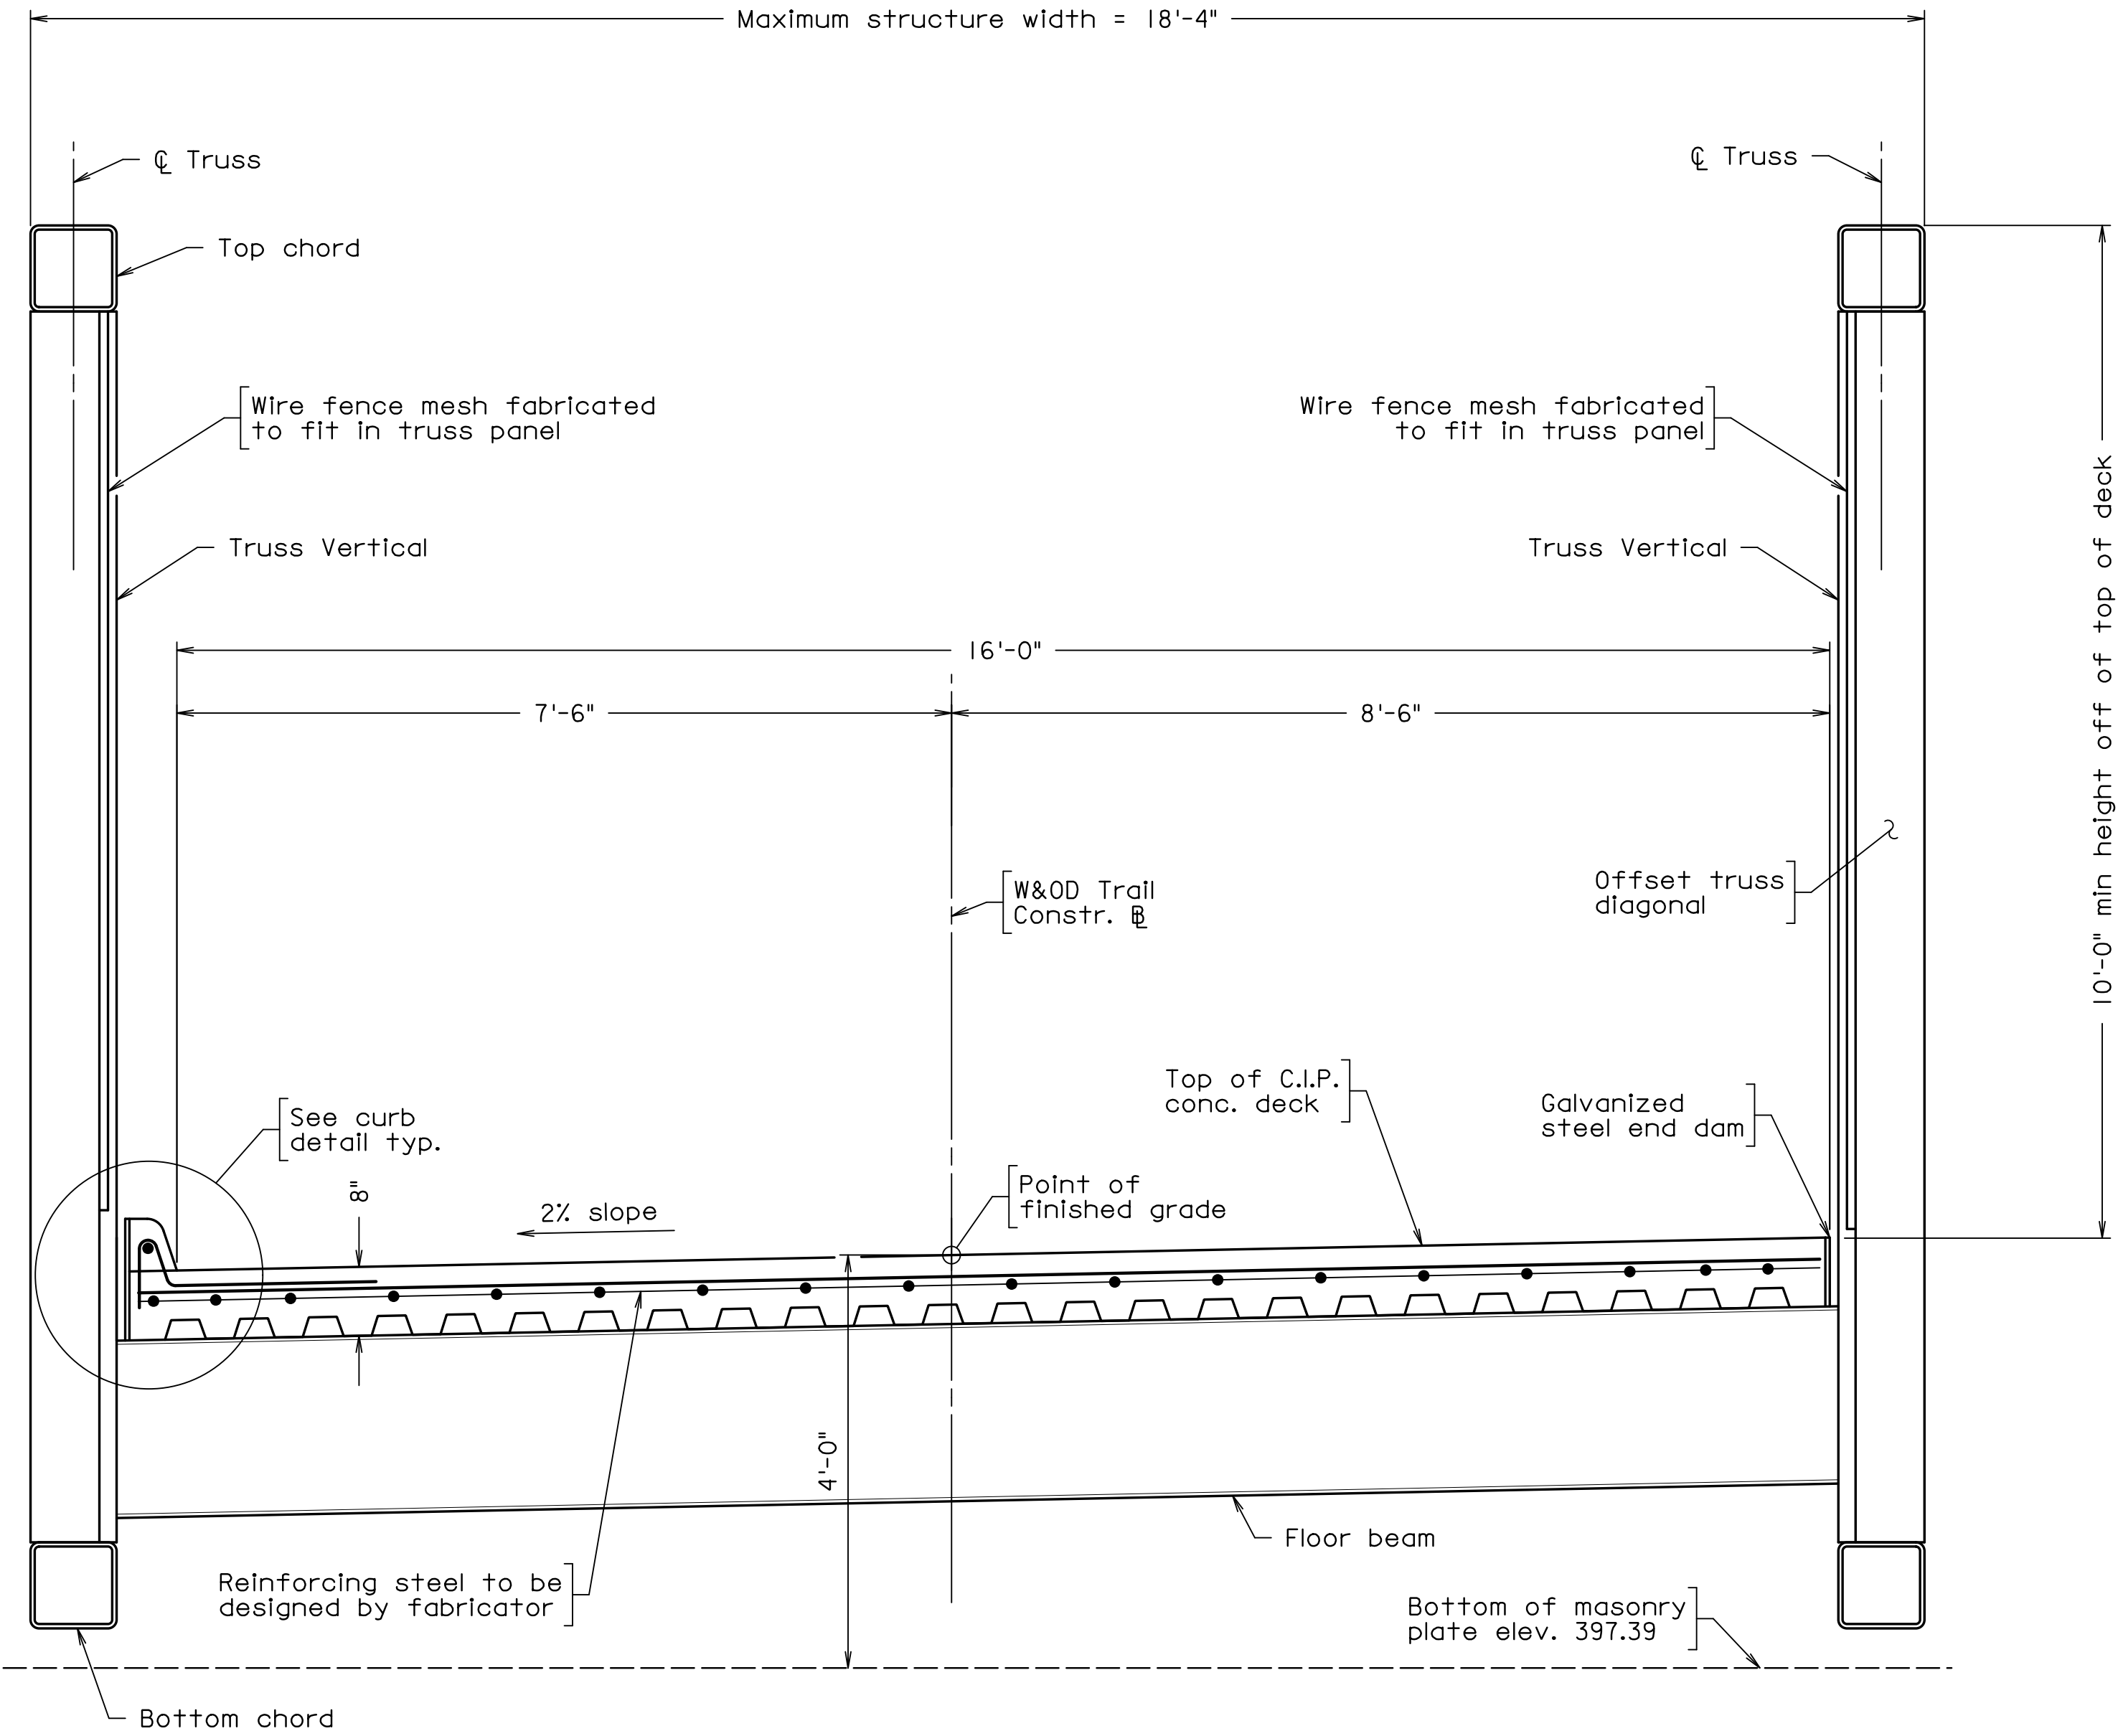 Maximum structure width = 18'-4"
℄ Truss
℄ Truss
Top chord
Wire fence mesh fabricated
to fit in truss panel
Wire fence mesh fabricated
to fit in truss panel
Truss Vertical
Truss Vertical
10'-0" min height off of top of deck
16'-0"
7'-6"
8'-6"
W&OD Trail
Constr. BL
Offset truss
diagonal
See curb
detail typ.
8"
2% slope
Top of C.I.P.
conc. deck
Galvanized
steel end dam
Point of
finished grade
4'-0"
Floor beam
Reinforcing steel to be
designed by fabricator
Bottom of masonry
plate elev. 397.39
Bottom chord